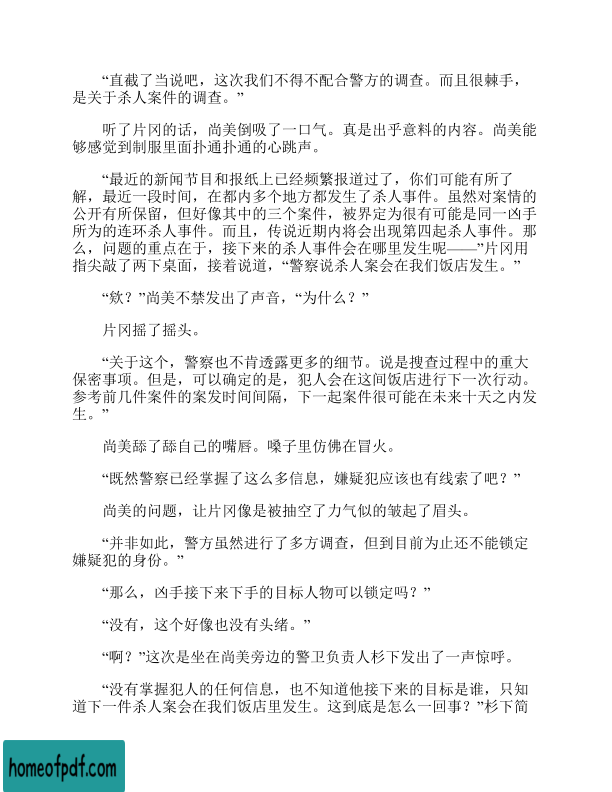 “直截了当说吧，这次我们不得不配合警方的调查。而且很棘手，
是关于杀人案件的调查。”
听了片冈的话，尚美倒吸了一口气。真是出乎意料的内容。尚美能
够感觉到制服里面扑通扑通的心跳声。
“最近的新闻节目和报纸上已经频繁报道过了，你们可能有所了
解，最近一段时间，在都内多个地方都发生了杀人事件。虽然对案情的
公开有所保留，但好像其中的三个案件，被界定为很有可能是同一凶手
所为的连环杀人事件。而且，传说近期内将会出现第四起杀人事件。那
么，问题的重点在于，接下来的杀人事件会在哪里发生呢——”片冈用
指尖敲了两下桌面，接着说道，“警察说杀人案会在我们饭店发生。”
“欸？”尚美不禁发出了声音，“为什么？”
片冈摇了摇头。
“关于这个，警察也不肯透露更多的细节。说是搜查过程中的重大
保密事项。但是，可以确定的是，犯人会在这间饭店进行下一次行动。
参考前几件案件的案发时间间隔，下一起案件很可能在未来十天之内发
生。”
尚美舔了舔自己的嘴唇。嗓子里仿佛在冒火。
“既然警察已经掌握了这么多信息，嫌疑犯应该也有线索了吧？”
尚美的问题，让片冈像是被抽空了力气似的皱起了眉头。
“并非如此，警方虽然进行了多方调查，但到目前为止还不能锁定
嫌疑犯的身份。”
“那么，凶手接下来下手的目标人物可以锁定吗？”
“没有，这个好像也没有头绪。”
“啊？”这次是坐在尚美旁边的警卫负责人杉下发出了一声惊呼。
“没有掌握犯人的任何信息，也不知道他接下来的目标是谁，只知
道下一件杀人案会在我们饭店里发生。这到底是怎么一回事？”杉下简
homeofpdf.com